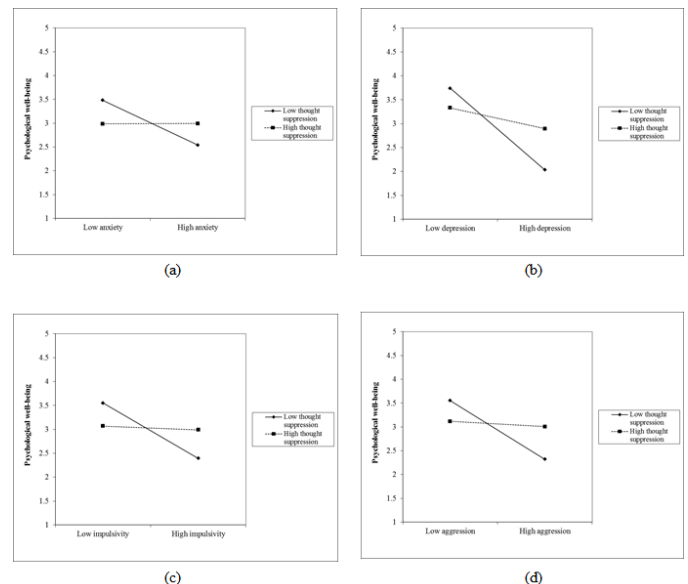 5
4.5
4
3.5
3
2.5
2
1.5
1
Psychological well-being
Low anxiety High anxiety
Low thought
suppression
High thought
suppression
(a)
5
4.5
4
3.5
3
2.5
2
1.5
1
Psychological well-being
Low depression High depression
Low thought
suppression
High thought
suppression
(b)
5
4.5
4
3.5
3
2.5
2
1.5
1
Psychological well-being
Low impulsivity High impulsivity
Low thought
suppression
High thought
suppression
(c)
5
4.5
4
3.5
3
2.5
2
1.5
1
Psychological well-being
Low aggression High aggression
Low thought
suppression
High thought
suppression
(d)